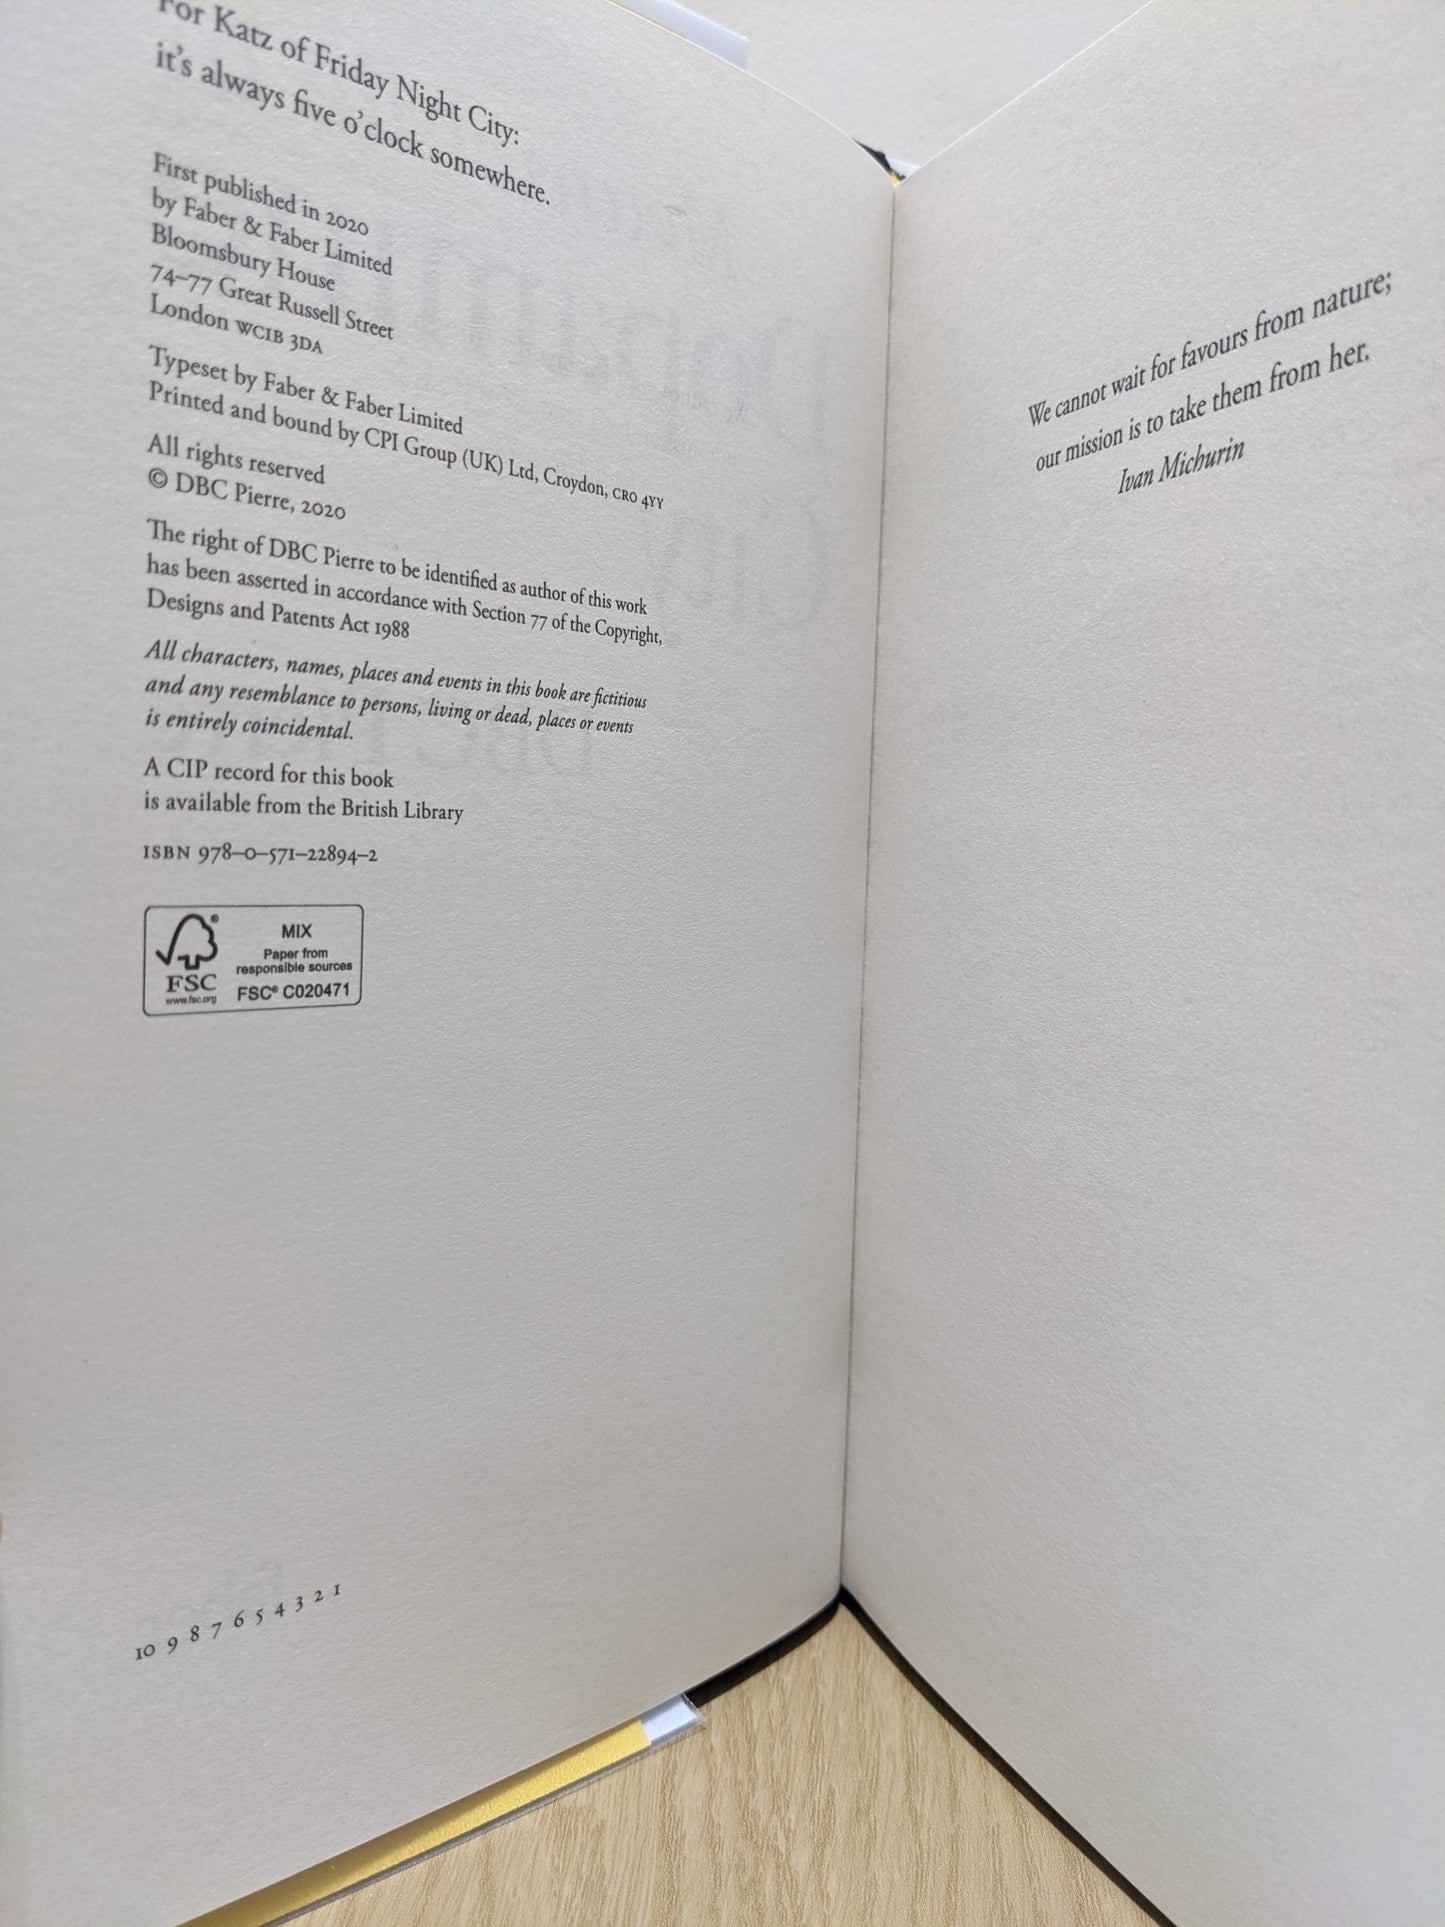 For Katz of Friday Night City:
it's always five o'clock somewhere.
First published in 2020
by Faber & Faber Limited
Bloomsbury House
74–77 Great Russell Street
London WC1B 3DA
Typeset by Faber & Faber Limited
Printed and bound by CPI Group (UK) Ltd, Croydon, CR0 4YY
All rights reserved
© DBC Pierre, 2020
The right of DBC Pierre to be identified as author of this work
has been asserted in accordance with Section 77 of the Copyright,
Designs and Patents Act 1988
All characters, names, places and events in this book are fictitious
and any resemblance to persons, living or dead, places or events
is entirely coincidental.
A CIP record for this book
is available from the British Library
ISBN 978–0–571–22894–2
MIX
Paper from
responsible sources
FSC® C020471
FSC
www.fsc.org
10 9 8 7 6 5 4 3 2 1
We cannot wait for favours from nature;
our mission is to take them from her.
Ivan Michurin